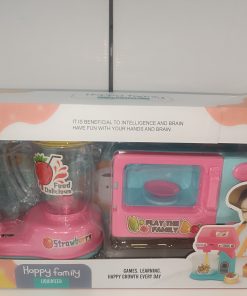 IT IS BENEFICIAL TO INTELLIGENCE AND BRAIN
HAVE FUN WITH YOUR HANDS AND BRAIN.
Food
Delicious
Strawberry
PLAY THE
FAMILY
Happy family
GAMES, LEARNING,
HAPPY GROWTH EVERY DAY